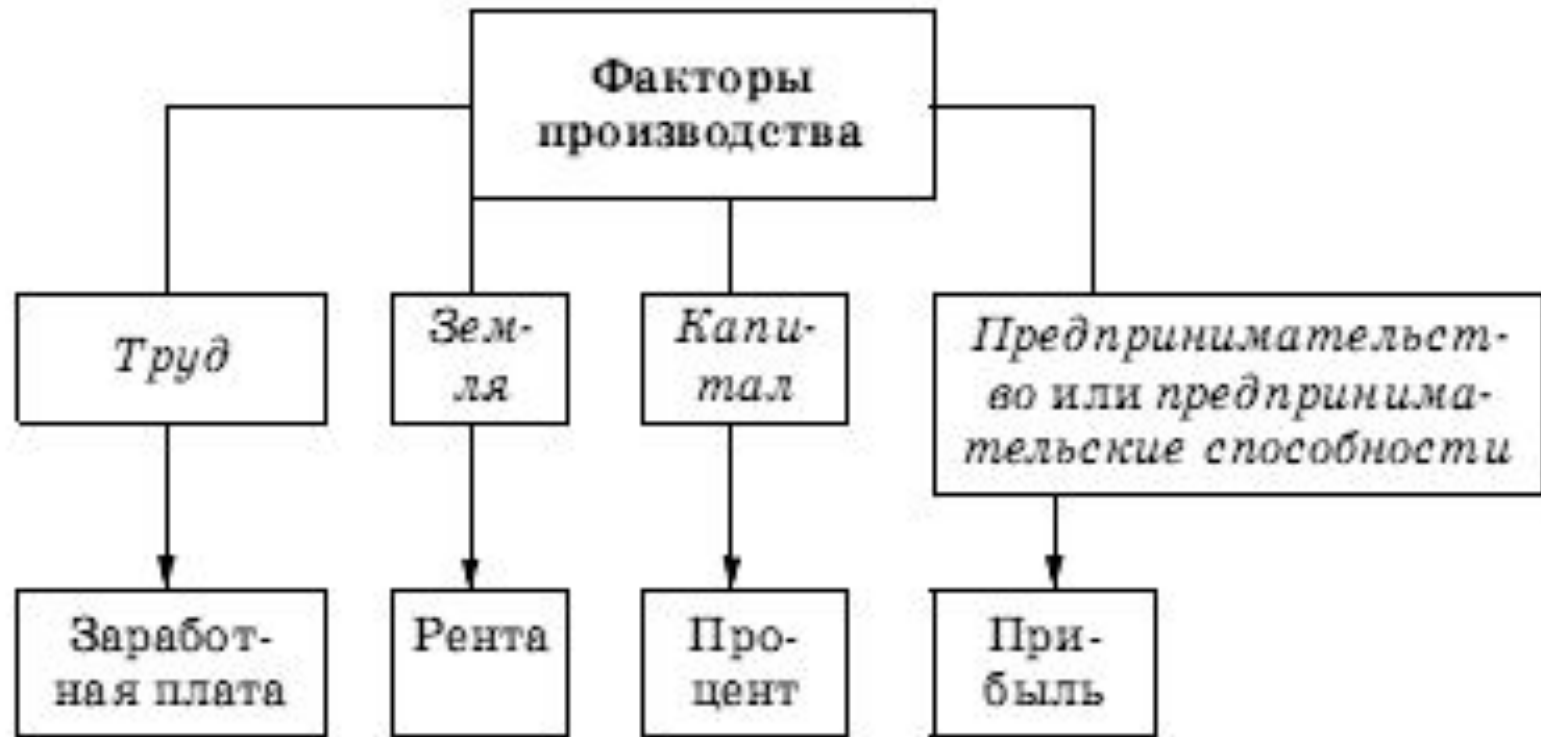 Факторы
производства
Труд
Зем-
ля
Капи-
тал
Предпринимательст-
во или предпринима-
тельские способности
Заработ-
ная плата
Рента
Про-
цент
При-
быль